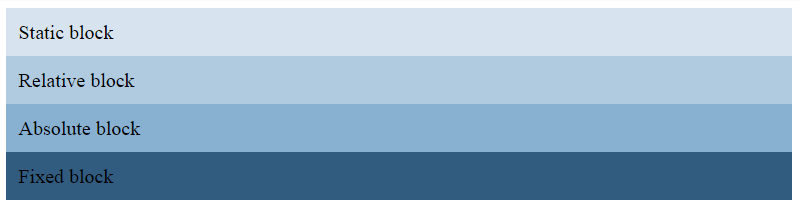 Static block
Relative block
Absolute block
Fixed block